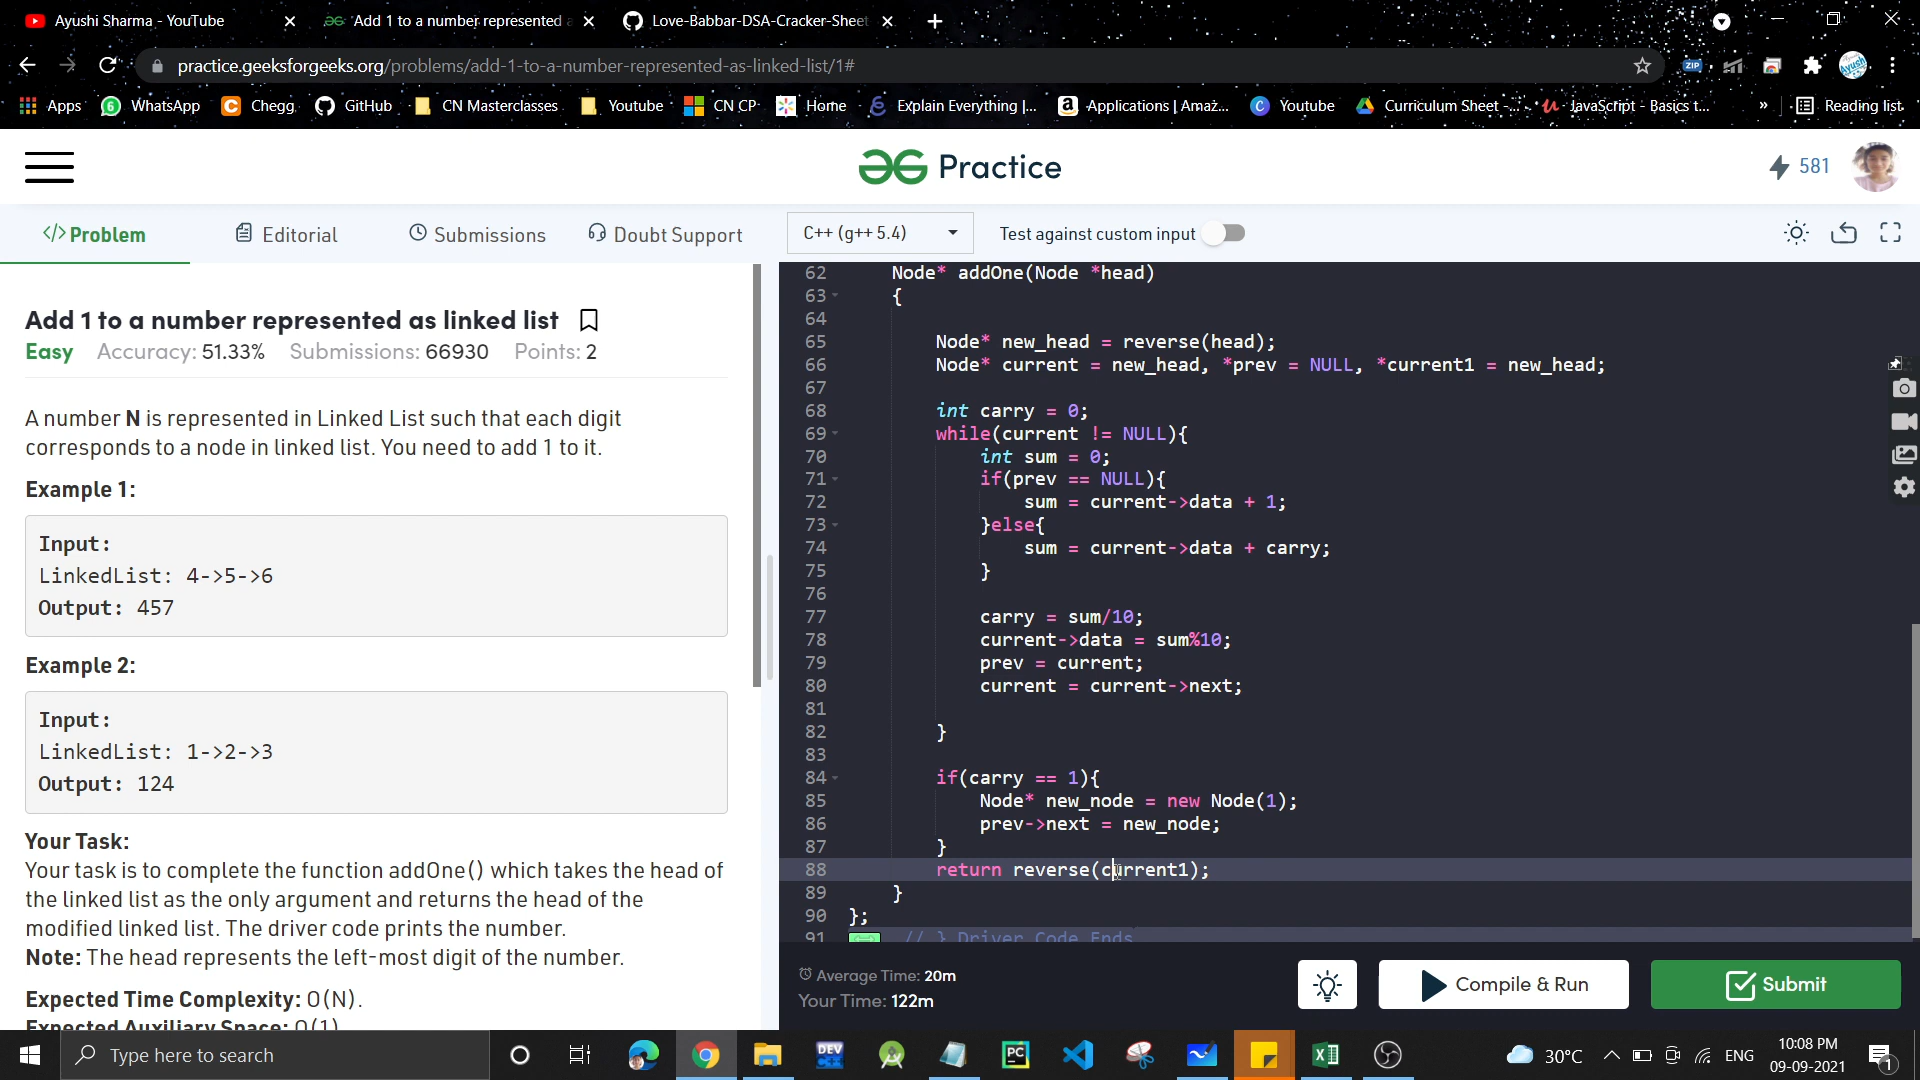 Ayushi Sharma - YouTube
Add 1 to a number represented a
Love-Babbar-DSA-Cracker-Sheet
practice.geeksforgeeks.org/problems/add-1-to-a-number-represented-as-linked-list/1#
ZIP
Ayush
Apps
WhatsApp
Chegg
GitHub
CN Masterclasses
Youtube
CN CP
Home
Explain Everything |...
Applications | Amaz...
Youtube
Curriculum Sheet -...
JavaScript - Basics t...
»
Reading list
Practice
581
</> Problem
Editorial
Submissions
Doubt Support
C++ (g++ 5.4)
Test against custom input
Add 1 to a number represented as linked list
Easy Accuracy: 51.33% Submissions: 66930 Points: 2
A number N is represented in Linked List such that each digit
corresponds to a node in linked list. You need to add 1 to it.
Example 1:
Input:
LinkedList: 4->5->6
Output: 457
Example 2:
Input:
LinkedList: 1->2->3
Output: 124
Your Task:
Your task is to complete the function addOne() which takes the head of
the linked list as the only argument and returns the head of the
modified linked list. The driver code prints the number.
Note: The head represents the left-most digit of the number.
Expected Time Complexity: O(N).
Expected Auxiliary Space: O(1).
62 Node* addOne(Node *head)
63 {
64
65 Node* new_head = reverse(head);
66 Node* current = new_head, *prev = NULL, *current1 = new_head;
67
68 int carry = 0;
69 while(current != NULL){
70 int sum = 0;
71 if(prev == NULL){
72 sum = current->data + 1;
73 }else{
74 sum = current->data + carry;
75 }
76
77 carry = sum/10;
78 current->data = sum%10;
79 prev = current;
80 current = current->next;
81
82 }
83
84 if(carry == 1){
85 Node* new_node = new Node(1);
86 prev->next = new_node;
87 }
88 return reverse(current1);
89 }
90 };
91 // } Driver Code Ends
Average Time: 20m
Your Time: 122m
Compile & Run
Submit
Type here to search
DEV
PC
30°C
ENG
10:08 PM
09-09-2021
1